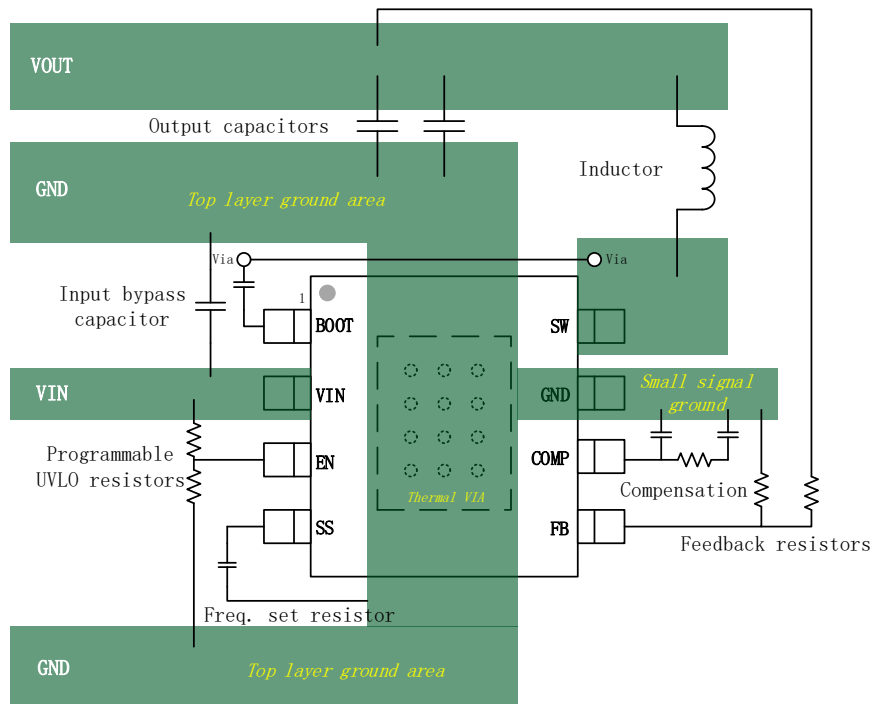 VOUT
Output capacitors
Inductor
GND
Top layer ground area
Via
Via
Input bypass
capacitor
1
BOOT
SW
VIN
VIN
GND
Small signal
ground
Programmable
UVLO resistors
EN
COMP
Compensation
Thermal VIA
SS
FB
Feedback resistors
Freq. set resistor
GND
Top layer ground area